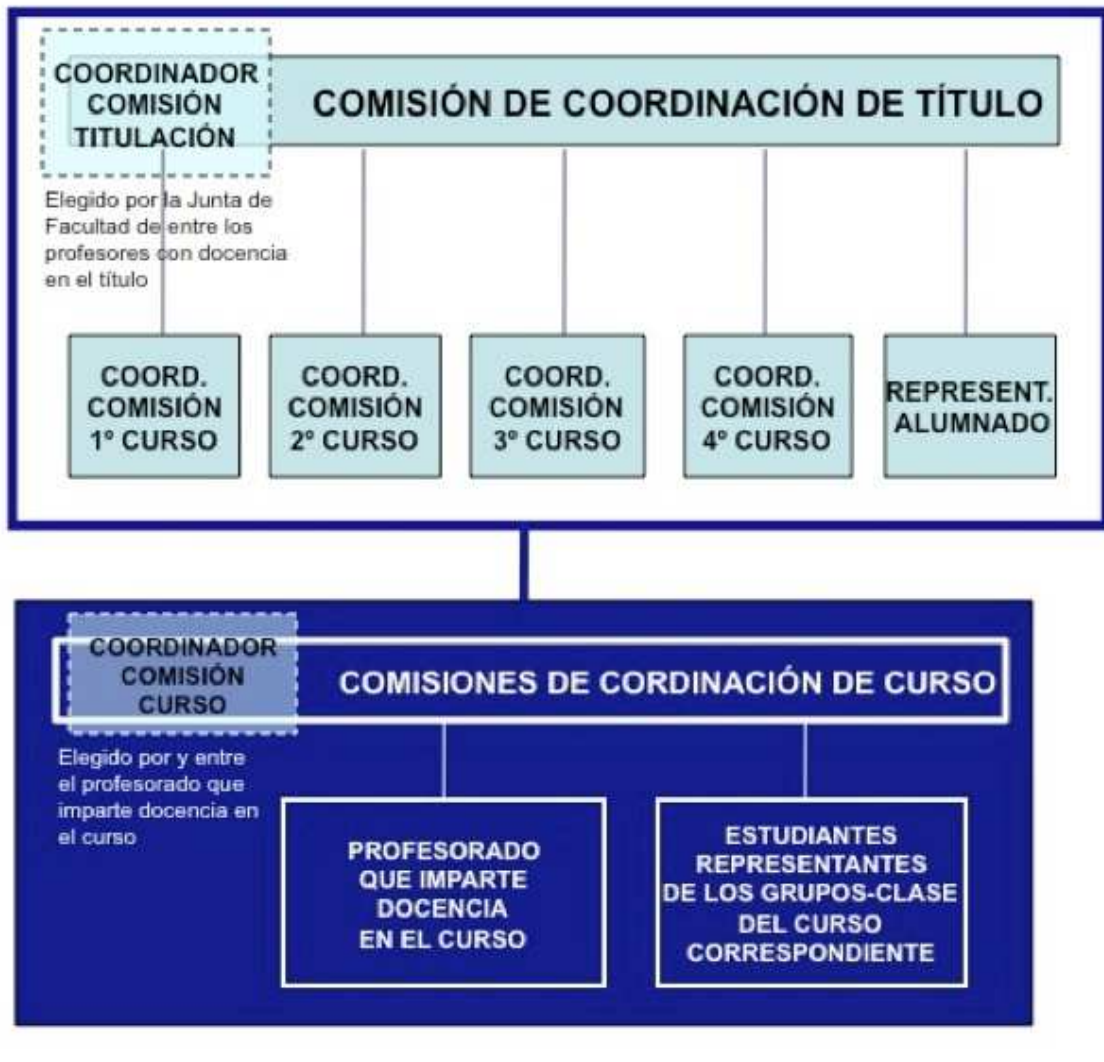 COORDINADOR
COMISIÓN
TITULACIÓN
COMISIÓN DE COORDINACIÓN DE TÍTULO
Elegido por la Junta de
Facultad de entre los
profesores con docencia
en el título
COORD.
COMISIÓN
1º CURSO
COORD.
COMISIÓN
2º CURSO
COORD.
COMISIÓN
3º CURSO
COORD.
COMISIÓN
4º CURSO
REPRESENT.
ALUMNADO
COORDINADOR
COMISIÓN
CURSO
COMISIONES DE CORDINACIÓN DE CURSO
Elegido por y entre
el profesorado que
imparte docencia en
el curso
PROFESORADO
QUE IMPARTE
DOCENCIA
EN EL CURSO
ESTUDIANTES
REPRESENTANTES
DE LOS GRUPOS-CLASE
DEL CURSO
CORRESPONDIENTE